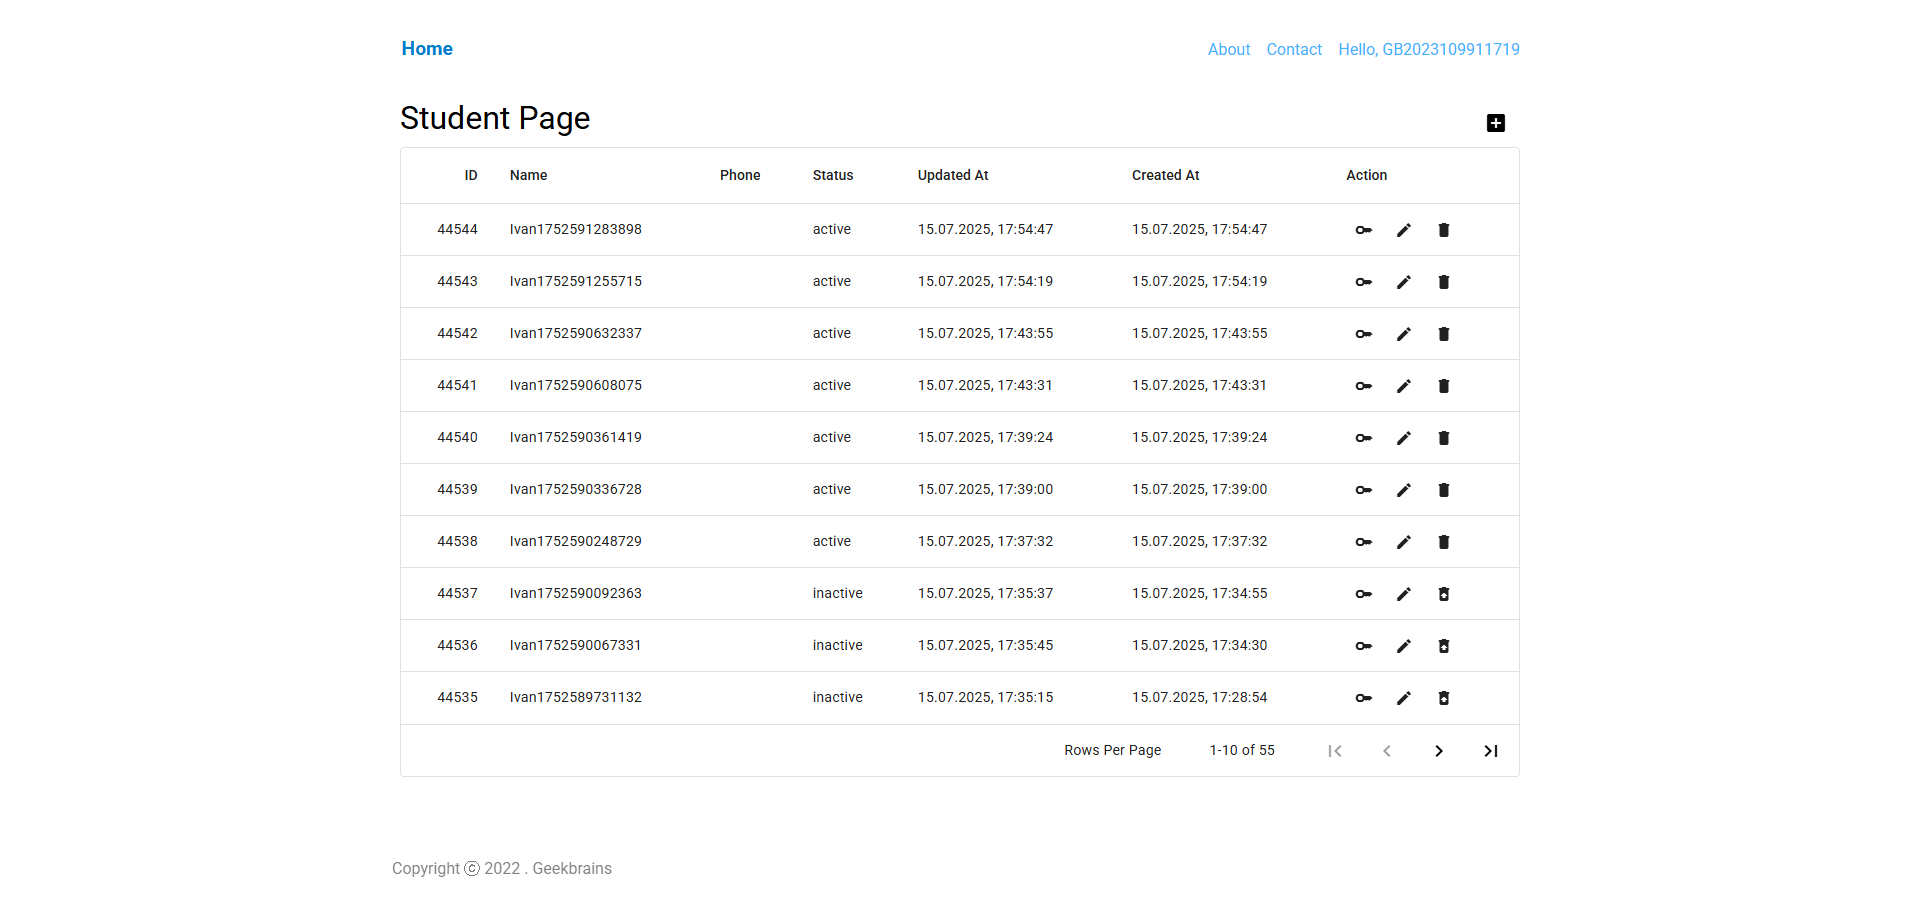 Home About Contact Hello, GB2023109911719
Student Page
ID Name Phone Status Updated At Created At Action
44544 Ivan1752591283898 active 15.07.2025, 17:54:47 15.07.2025, 17:54:47
44543 Ivan1752591255715 active 15.07.2025, 17:54:19 15.07.2025, 17:54:19
44542 Ivan1752590632337 active 15.07.2025, 17:43:55 15.07.2025, 17:43:55
44541 Ivan1752590608075 active 15.07.2025, 17:43:31 15.07.2025, 17:43:31
44540 Ivan1752590361419 active 15.07.2025, 17:39:24 15.07.2025, 17:39:24
44539 Ivan1752590336728 active 15.07.2025, 17:39:00 15.07.2025, 17:39:00
44538 Ivan1752590248729 active 15.07.2025, 17:37:32 15.07.2025, 17:37:32
44537 Ivan1752590092363 inactive 15.07.2025, 17:35:37 15.07.2025, 17:34:55
44536 Ivan1752590067331 inactive 15.07.2025, 17:35:45 15.07.2025, 17:34:30
44535 Ivan1752589731132 inactive 15.07.2025, 17:35:15 15.07.2025, 17:28:54
Rows Per Page 1-10 of 55
Copyright © 2022 . Geekbrains